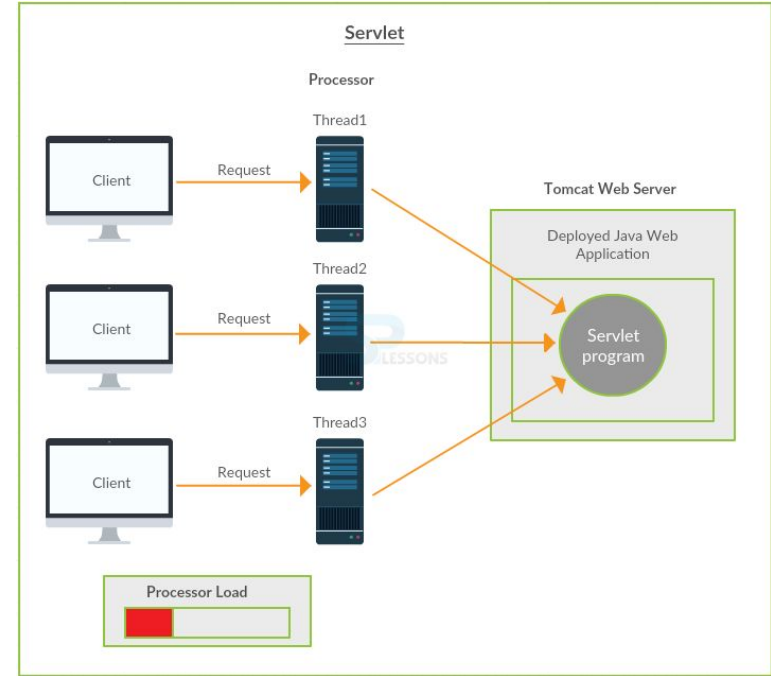 Servlet
Processor
Thread1
Client
Request
Tomcat Web Server
Deployed Java Web
Application
Thread2
Client
Request
Servlet
program
LESSONS
Thread3
Client
Request
Processor Load